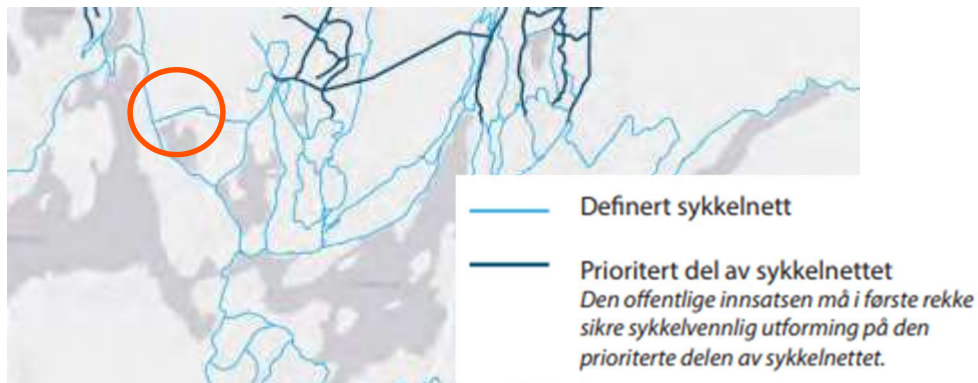 Definert sykkelnett
Prioritert del av sykkelnettet
Den offentlige innsatsen må i første rekke
sikre sykkelvennlig utforming på den
prioriterte delen av sykkelnettet.